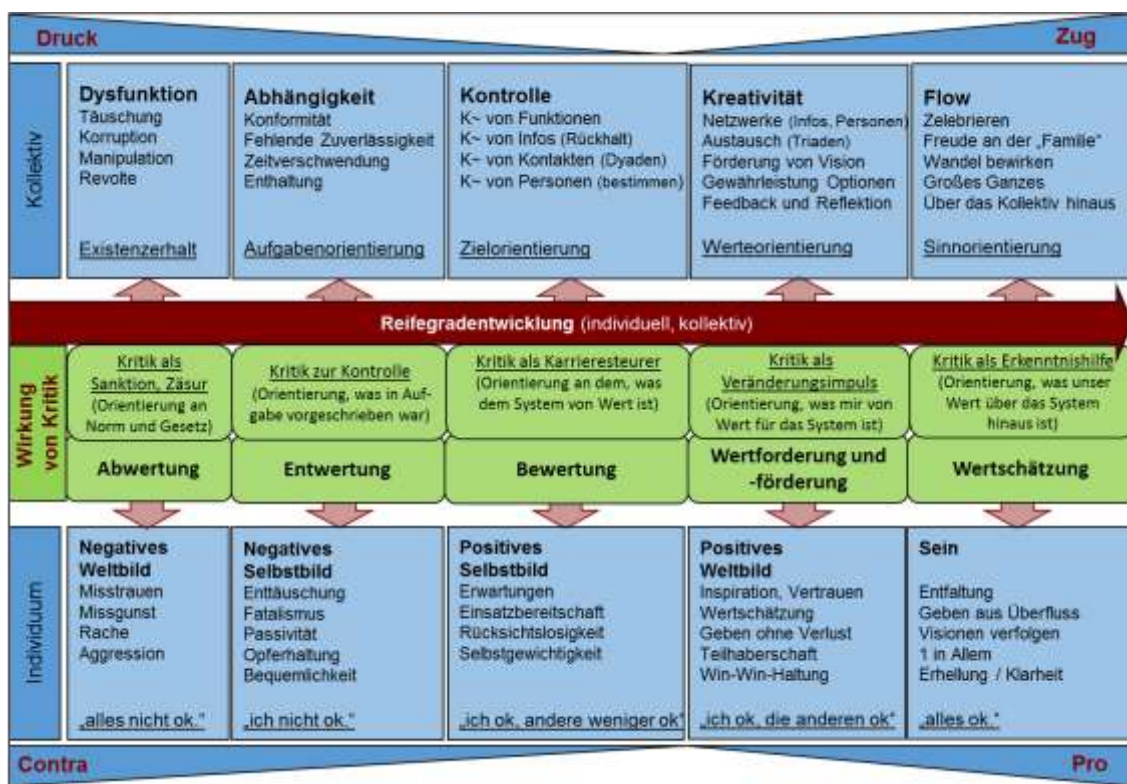 Druck
Zug
Kollektiv
Dysfunktion
Täuschung
Korruption
Manipulation
Revolte
Existenzerhalt
Abhängigkeit
Konformität
Fehlende Zuverlässigkeit
Zeitverschwendung
Enthaltung
Aufgabenorientierung
Kontrolle
K~ von Funktionen
K~ von Infos (Rückhalt)
K~ von Kontakten (Dyaden)
K~ von Personen (bestimmen)
Zielorientierung
Kreativität
Netzwerke (Infos, Personen)
Austausch (Triaden)
Förderung von Vision
Gewährleistung Optionen
Feedback und Reflektion
Werteorientierung
Flow
Zelebrieren
Freude an der „Familie“
Wandel bewirken
Großes Ganzes
Über das Kollektiv hinaus
Sinnorientierung
Reifegradentwicklung (individuell, kollektiv)
Wirkung
von Kritik
Kritik als
Sanktion, Zäsur
(Orientierung an
Norm und Gesetz)
Abwertung
Kritik zur Kontrolle
(Orientierung, was in Auf-
gabe vorgeschrieben war)
Entwertung
Kritik als Karrieresteurer
(Orientierung an dem, was
dem System von Wert ist)
Bewertung
Kritik als
Veränderungsimpuls
(Orientierung, was mir von
Wert für das System ist)
Wertforderung und
-förderung
Kritik als Erkenntnishilfe
(Orientierung, was unser
Wert über das System
hinaus ist)
Wertschätzung
Individuum
Negatives
Weltbild
Misstrauen
Missgunst
Rache
Aggression
„alles nicht ok.“
Negatives
Selbstbild
Enttäuschung
Fatalismus
Passivität
Opferhaltung
Bequemlichkeit
„ich nicht ok.“
Positives
Selbstbild
Erwartungen
Einsatzbereitschaft
Rücksichtslosigkeit
Selbstgewichtigkeit
„ich ok, andere weniger ok“
Positives
Weltbild
Inspiration, Vertrauen
Wertschätzung
Geben ohne Verlust
Teilhaberschaft
Win-Win-Haltung
„ich ok, die anderen ok“
Sein
Entfaltung
Geben aus Überfluss
Visionen verfolgen
1 in Allem
Erhellung / Klarheit
„alles ok.“
Contra
Pro